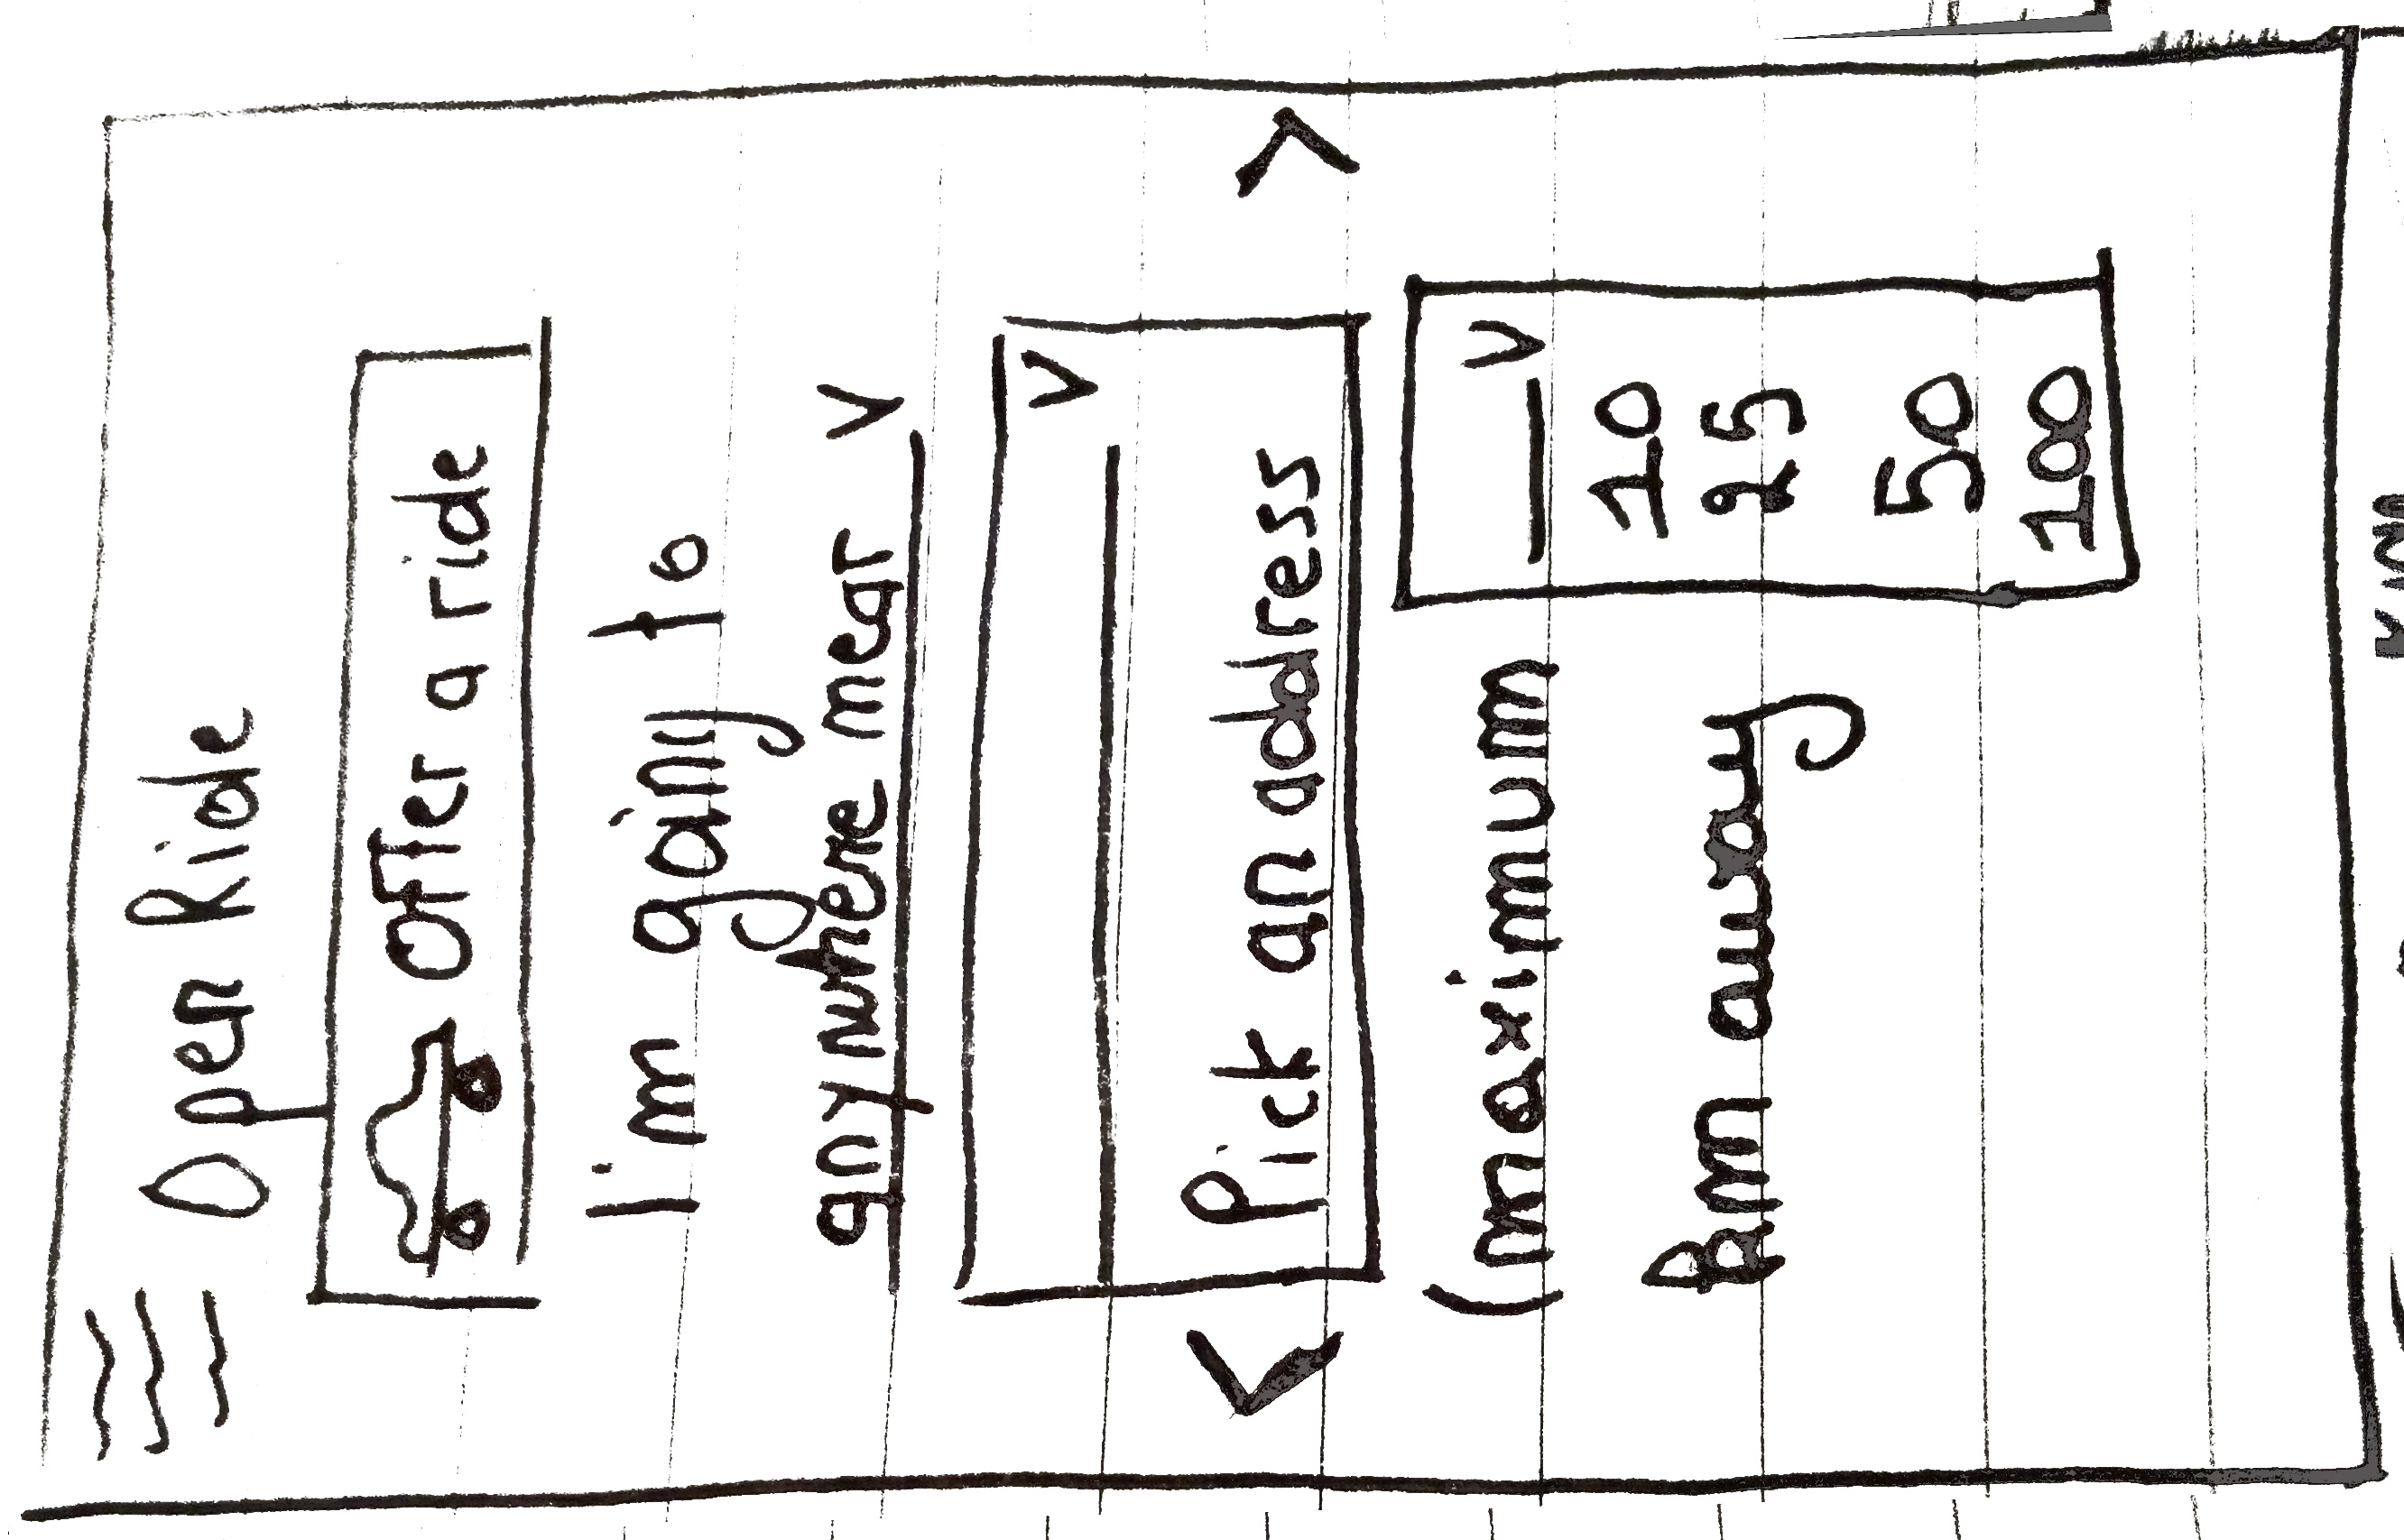 Open Ride
Offer a ride
I'm going to
anywhere near V
V
Pick an address
< >
(maximum
km away
V
10
25
50
100